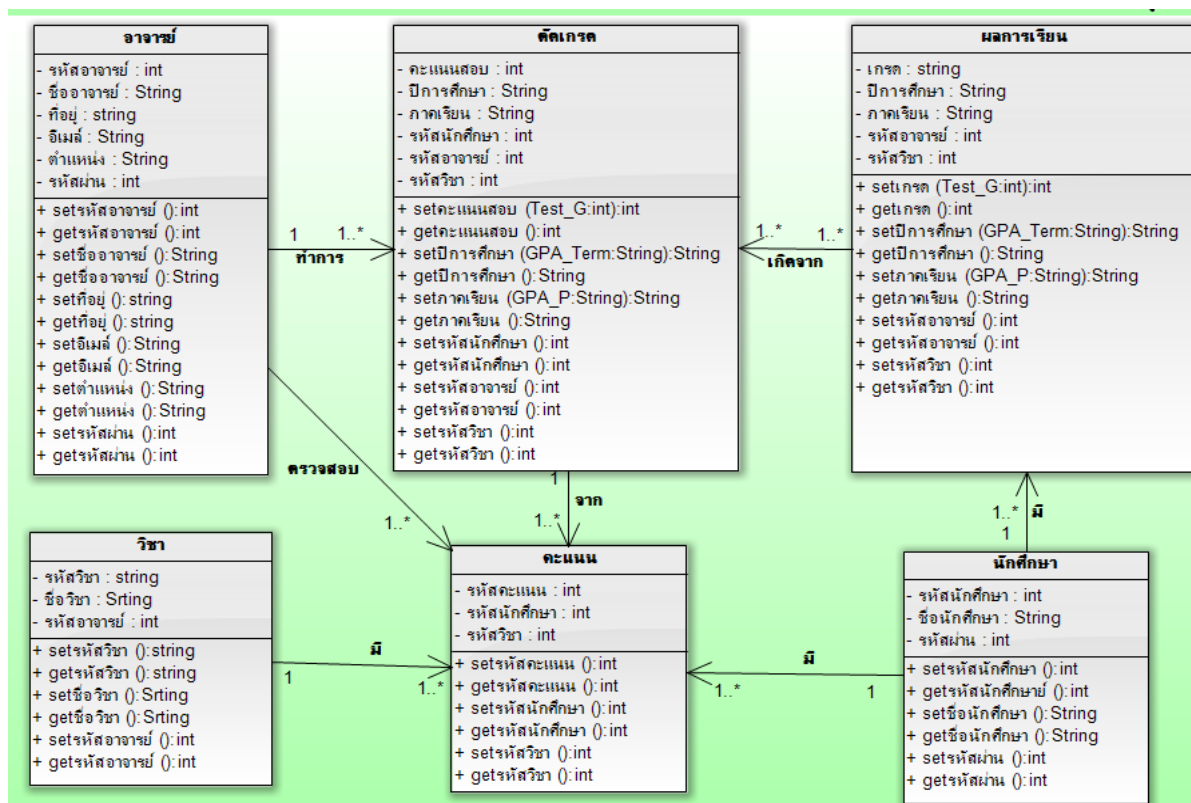 อาจารย์
- รหัสอาจารย์ : int
- ชื่ออาจารย์ : String
- ที่อยู่ : string
- อีเมล์ : String
- ตำแหน่ง : String
- รหัสผ่าน : int
+ setรหัสอาจารย์ ():int
+ getรหัสอาจารย์ ():int
+ setชื่ออาจารย์ ():String
+ getชื่ออาจารย์ ():String
+ setที่อยู่ ():string
+ getที่อยู่ ():string
+ setอีเมล์ ():String
+ getอีเมล์ ():String
+ setตำแหน่ง ():String
+ getตำแหน่ง ():String
+ setรหัสผ่าน ():int
+ getรหัสผ่าน ():int
1 1..*
ทำการ
ตัดเกรด
- คะแนนสอบ : int
- ปีการศึกษา : String
- ภาคเรียน : String
- รหัสนักศึกษา : int
- รหัสอาจารย์ : int
- รหัสวิชา : int
+ setคะแนนสอบ (Test_G:int):int
+ getคะแนนสอบ ():int
+ setปีการศึกษา (GPA_Term:String):String
+ getปีการศึกษา ():String
+ setภาคเรียน (GPA_P:String):String
+ getภาคเรียน ():String
+ setรหัสนักศึกษา ():int
+ getรหัสนักศึกษา ():int
+ setรหัสอาจารย์ ():int
+ getรหัสอาจารย์ ():int
+ setรหัสวิชา ():int
+ getรหัสวิชา ():int
1..* 1..*
เกิดจาก
ผลการเรียน
- เกรด : string
- ปีการศึกษา : String
- ภาคเรียน : String
- รหัสอาจารย์ : int
- รหัสวิชา : int
+ setเกรด (Test_G:int):int
+ getเกรด ():int
+ setปีการศึกษา (GPA_Term:String):String
+ getปีการศึกษา ():String
+ setภาคเรียน (GPA_P:String):String
+ getภาคเรียน ():String
+ setรหัสอาจารย์ ():int
+ getรหัสอาจารย์ ():int
+ setรหัสวิชา ():int
+ getรหัสวิชา ():int
ตรวจสอบ
1..*
1
จาก
1..*
1..* มี
1
วิชา
- รหัสวิชา : string
- ชื่อวิชา : Srting
- รหัสอาจารย์ : int
+ setรหัสวิชา ():string
+ getรหัสวิชา ():string
+ setชื่อวิชา ():Srting
+ getชื่อวิชา ():Srting
+ setรหัสอาจารย์ ():int
+ getรหัสอาจารย์ ():int
มี
1 1..*
คะแนน
- รหัสคะแนน : int
- รหัสนักศึกษา : int
- รหัสวิชา : int
+ setรหัสคะแนน ():int
+ getรหัสคะแนน ():int
+ setรหัสนักศึกษา ():int
+ getรหัสนักศึกษา ():int
+ setรหัสวิชา ():int
+ getรหัสวิชา ():int
มี
1..* 1
นักศึกษา
- รหัสนักศึกษา : int
- ชื่อนักศึกษา : String
- รหัสผ่าน : int
+ setรหัสนักศึกษา ():int
+ getรหัสนักศึกษาย์ ():int
+ setชื่อนักศึกษา ():String
+ getชื่อนักศึกษา ():String
+ setรหัสผ่าน ():int
+ getรหัสผ่าน ():int